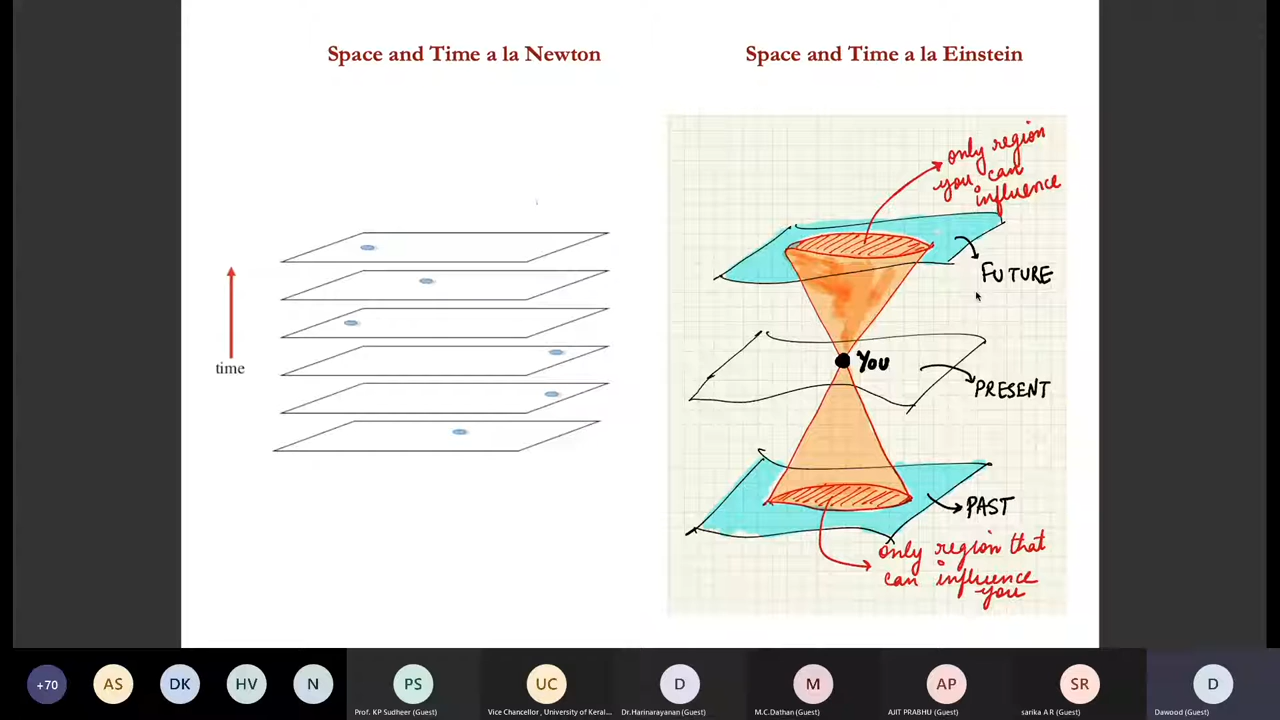 Space and Time a la Newton
Space and Time a la Einstein
only region
you can
influence
FUTURE
time
YOU
PRESENT
PAST
only region that
can influence
you
+70
AS
DK
HV
N
PS
UC
D
M
AP
SR
D
Prof. KP Sudheer (Guest)
Vice Chancellor , University of Keral...
Dr.Harinarayanan (Guest)
M.C.Dathan (Guest)
AJIT PRABHU (Guest)
sarika A R (Guest)
Dawood (Guest)